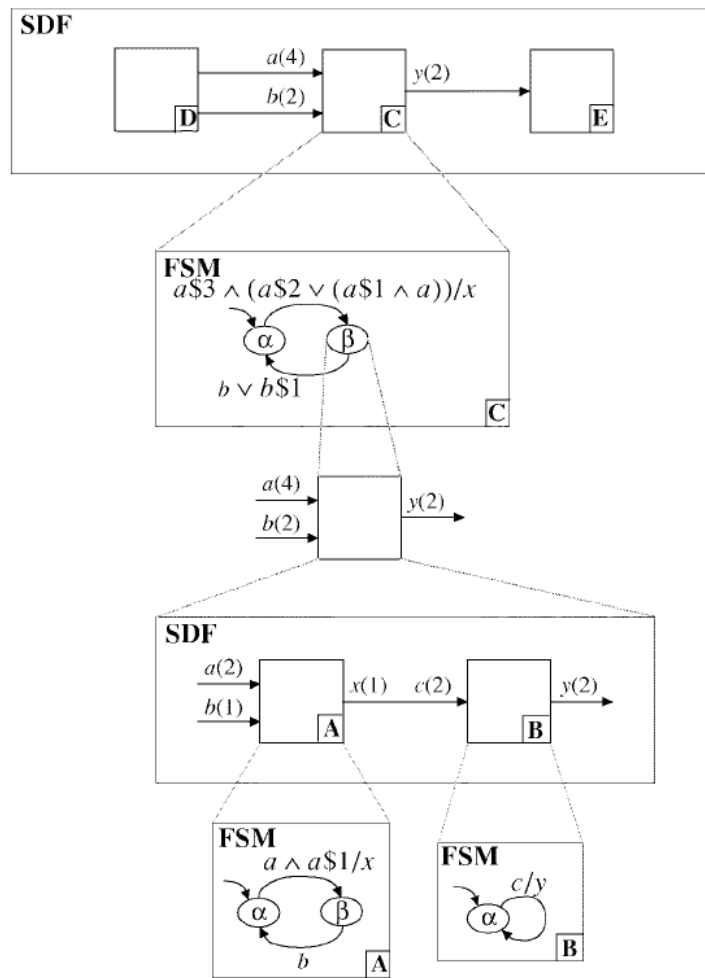 SDF
a(4)
b(2)
y(2)
D
C
E
FSM
a$3 ∧ (a$2 ∨ (a$1 ∧ a))/x
α
β
b ∨ b$1
C
a(4)
b(2)
y(2)
SDF
a(2)
b(1)
x(1)
c(2)
y(2)
A
B
FSM
a ∧ a$1/x
α
β
b
A
FSM
c/y
α
B